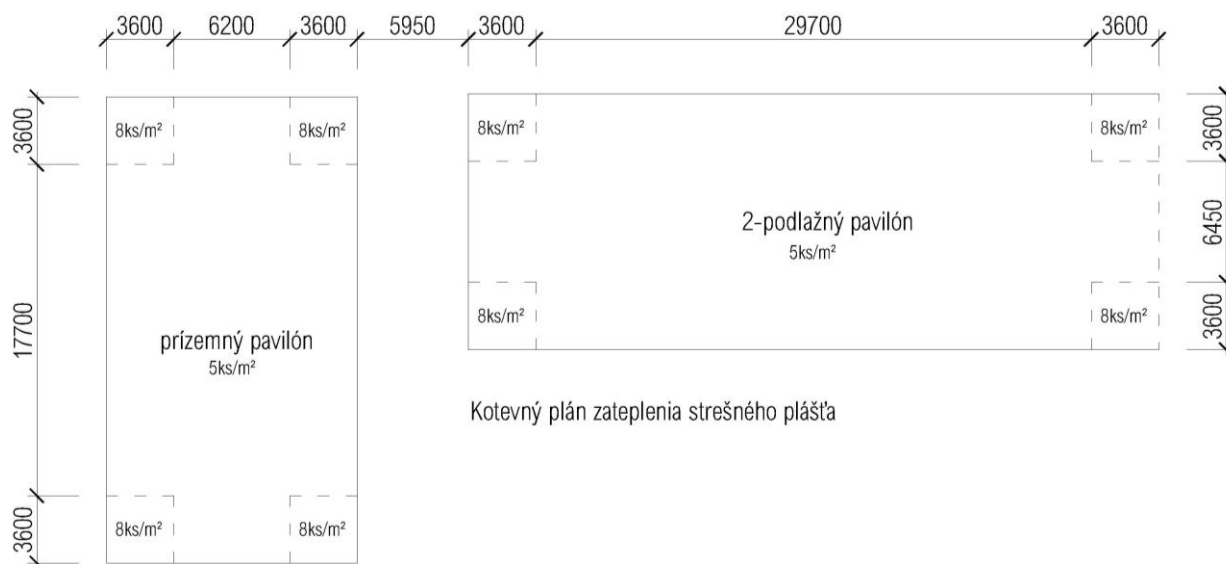 3600 6200 3600 5950 3600 29700 3600
3600
8ks/m² 8ks/m²
8ks/m² 8ks/m²
3600
17700
prízemný pavilón
5ks/m²
2-podlažný pavilón
5ks/m²
6450
8ks/m² 8ks/m²
3600
Kotevný plán zateplenia strešného plášťa
8ks/m² 8ks/m²
3600